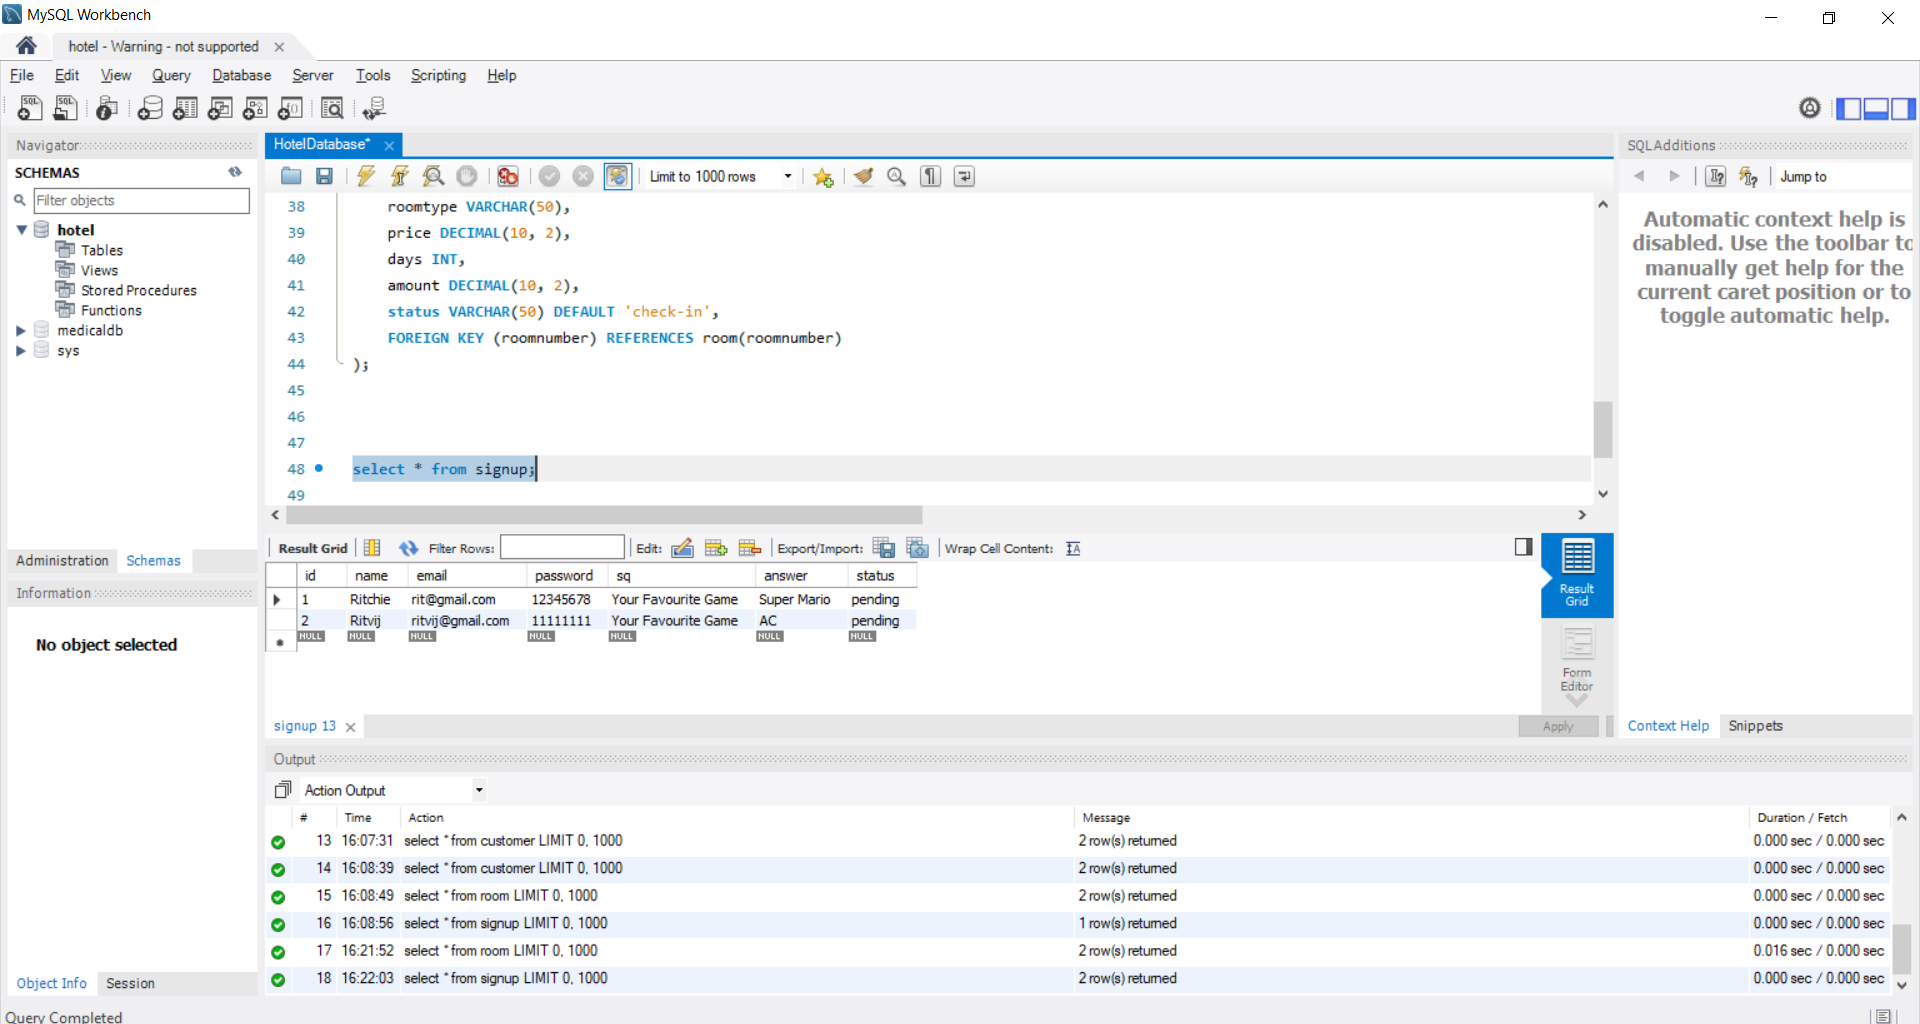 MySQL Workbench
hotel - Warning - not supported
File Edit View Query Database Server Tools Scripting Help
Navigator
SCHEMAS
Filter objects
hotel
Tables
Views
Stored Procedures
Functions
medicaldb
sys
Administration Schemas
Information
No object selected
Object Info Session
HotelDatabase*
Limit to 1000 rows
38 roomtype VARCHAR(50),
39 price DECIMAL(10, 2),
40 days INT,
41 amount DECIMAL(10, 2),
42 status VARCHAR(50) DEFAULT 'check-in',
43 FOREIGN KEY (roomnumber) REFERENCES room(roomnumber)
44 );
45
46
47
48 select * from signup;
49
Result Grid Filter Rows: Edit: Export/Import: Wrap Cell Content:
id name email password sq answer status
1 Ritchie rit@gmail.com 12345678 Your Favourite Game Super Mario pending
2 Ritvij ritvij@gmail.com 11111111 Your Favourite Game AC pending
NULL NULL NULL NULL NULL NULL NULL
Result
Grid
Form
Editor
signup 13
Apply
SQLAdditions
Jump to
Automatic context help is
disabled. Use the toolbar to
manually get help for the
current caret position or to
toggle automatic help.
Context Help Snippets
Output
Action Output
# Time Action Message Duration / Fetch
13 16:07:31 select * from customer LIMIT 0, 1000 2 row(s) returned 0.000 sec / 0.000 sec
14 16:08:39 select * from customer LIMIT 0, 1000 2 row(s) returned 0.000 sec / 0.000 sec
15 16:08:49 select * from room LIMIT 0, 1000 2 row(s) returned 0.000 sec / 0.000 sec
16 16:08:56 select * from signup LIMIT 0, 1000 1 row(s) returned 0.000 sec / 0.000 sec
17 16:21:52 select * from room LIMIT 0, 1000 2 row(s) returned 0.016 sec / 0.000 sec
18 16:22:03 select * from signup LIMIT 0, 1000 2 row(s) returned 0.000 sec / 0.000 sec
Query Completed